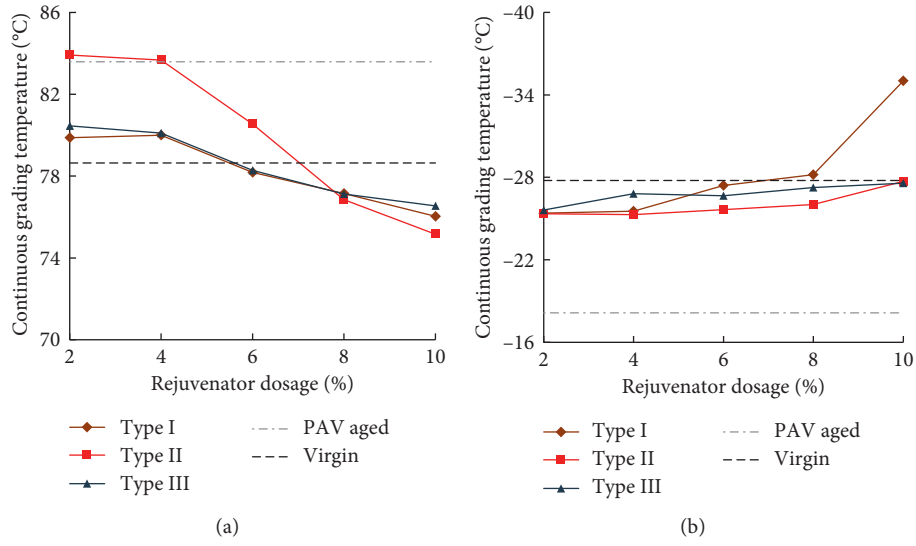 Continuous grading temperature (°C)
86
82
78
74
70
2
4
6
8
10
Rejuvenator dosage (%)
Type I
Type II
Type III
PAV aged
Virgin
(a)
Continuous grading temperature (°C)
–40
–34
–28
–22
–16
2
4
6
8
10
Rejuvenator dosage (%)
Type I
Type II
Type III
PAV aged
Virgin
(b)